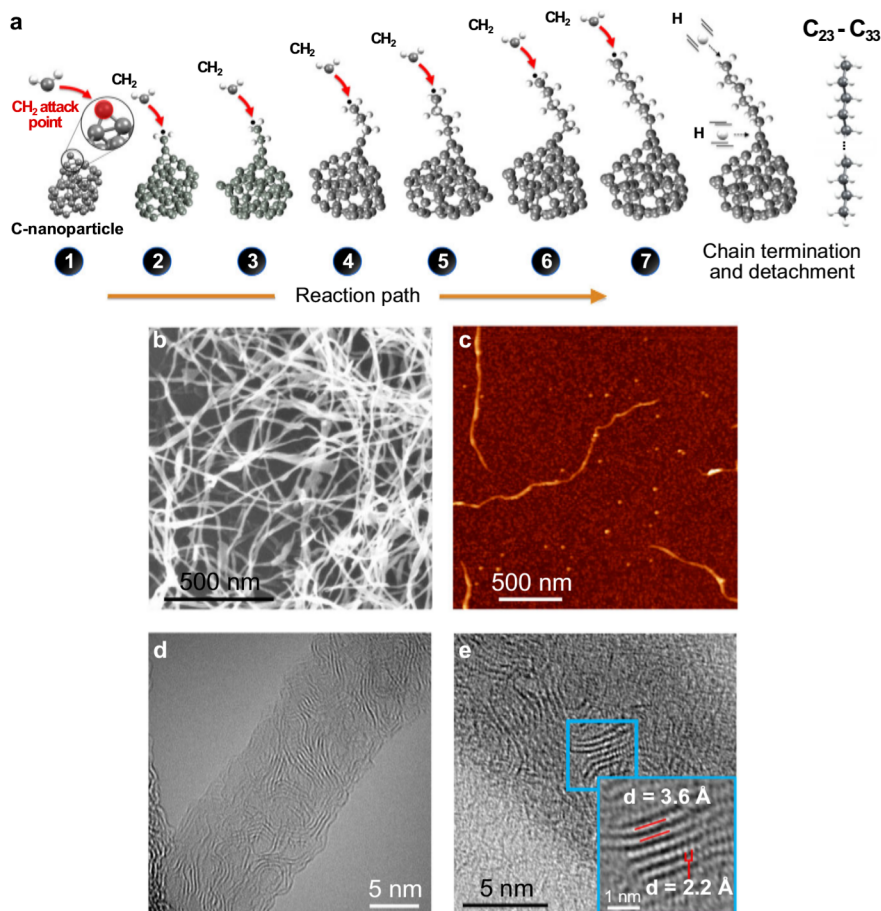 a
CH2
CH2
CH2
CH2
CH2
CH2
H
C23 - C33
CH2 attack
point
H
C-nanoparticle
1 2 3 4 5 6 7
Chain termination
and detachment
Reaction path
b
500 nm
c
500 nm
d
5 nm
e
d = 3.6 Å
d = 2.2 Å
5 nm
1 nm